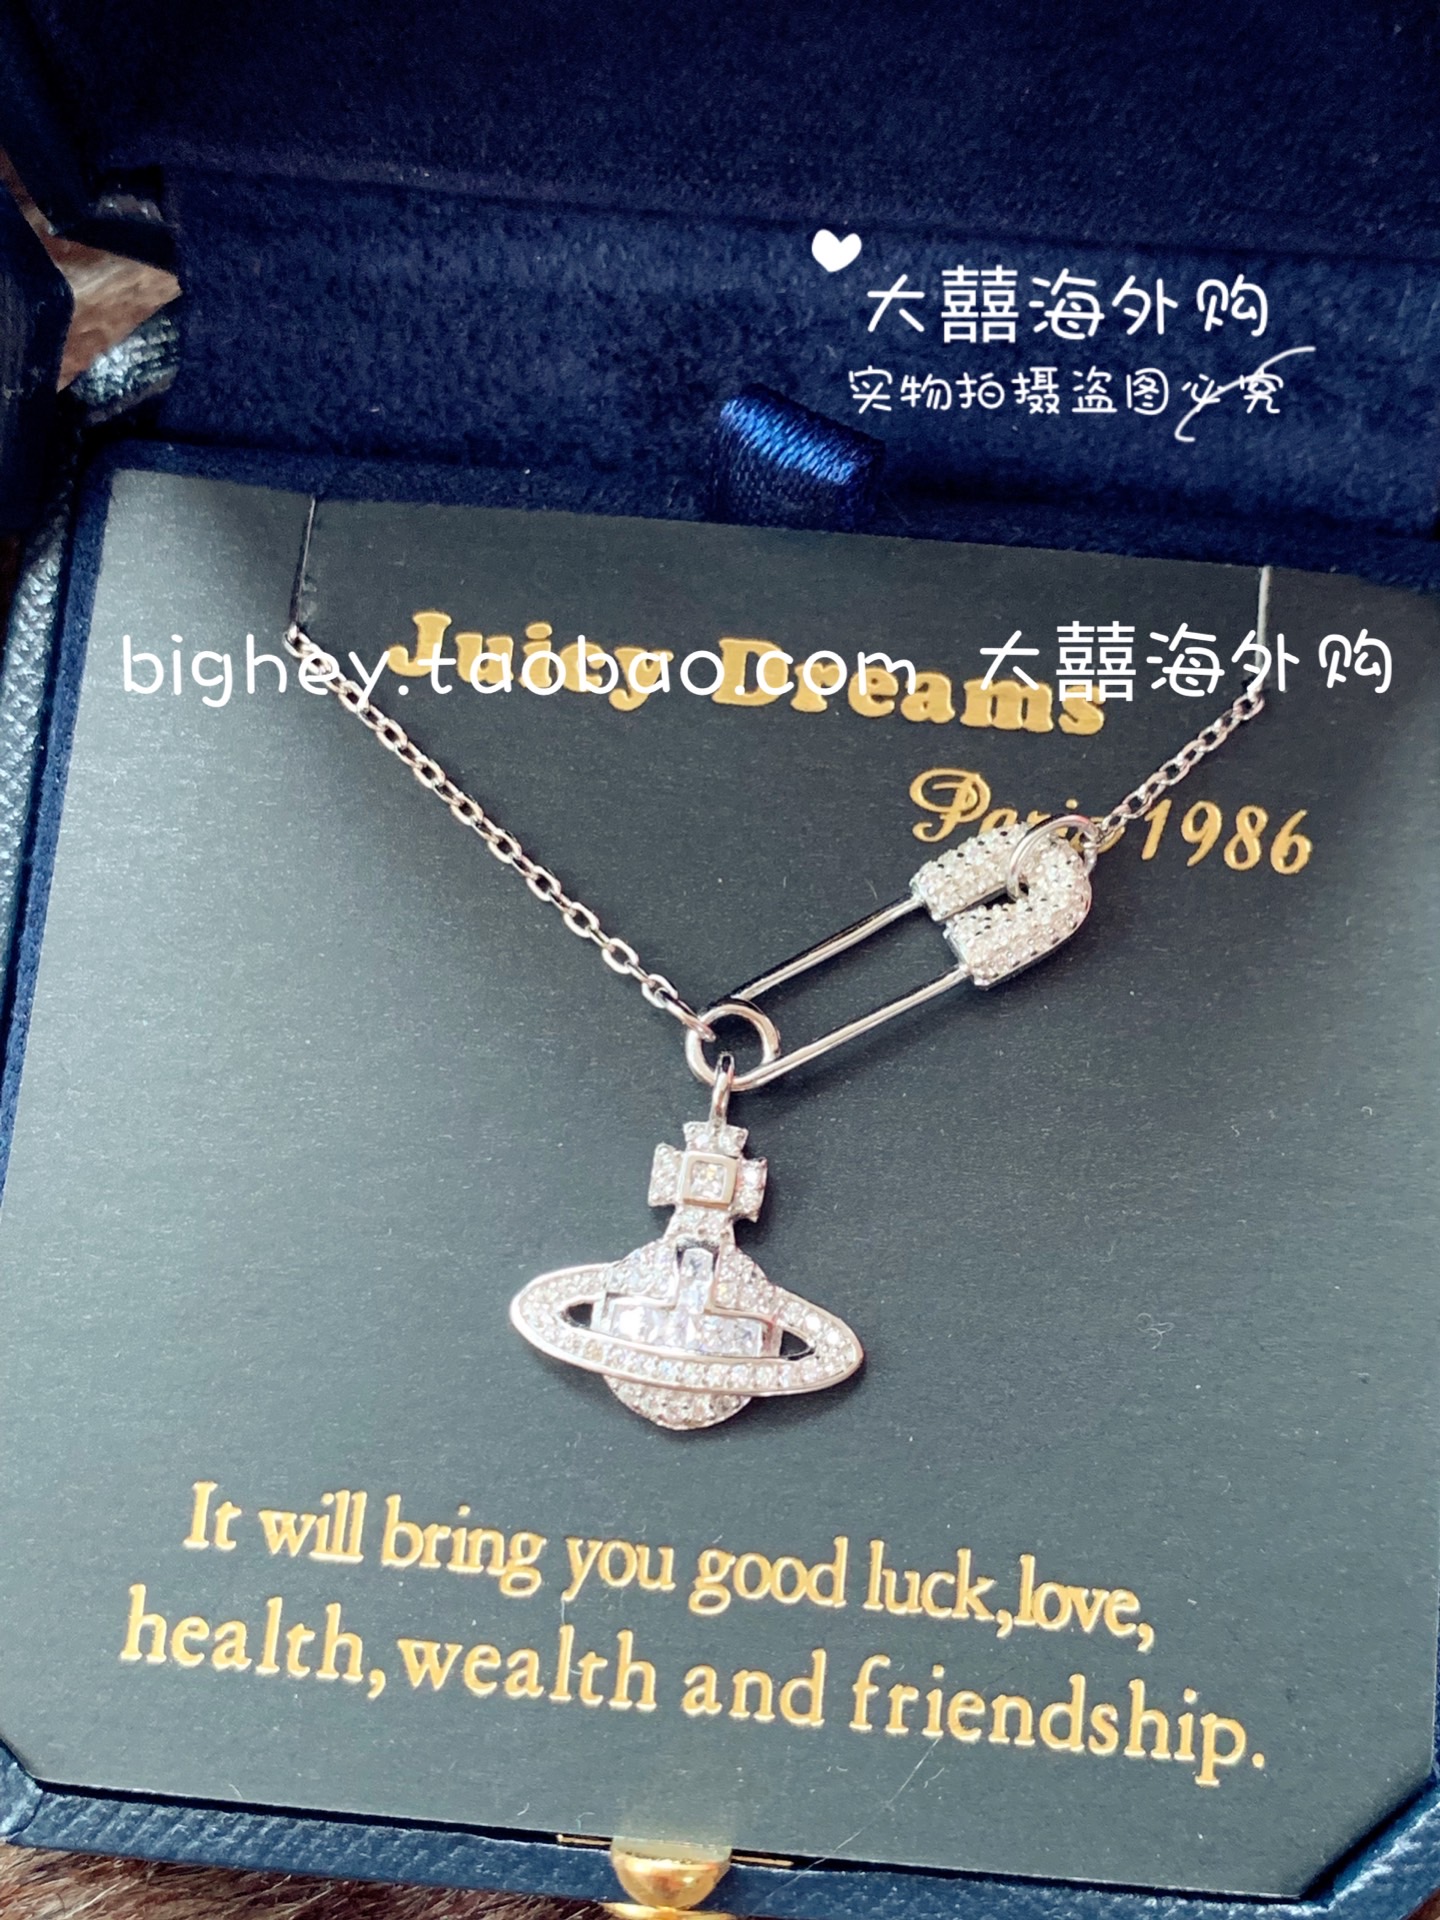 大囍海外购
实物拍摄盗图必究
Juicy Dreams
bighey.taobao.com 大囍海外购
Paris 1986
It will bring you good luck,love,
health,wealth and friendship.